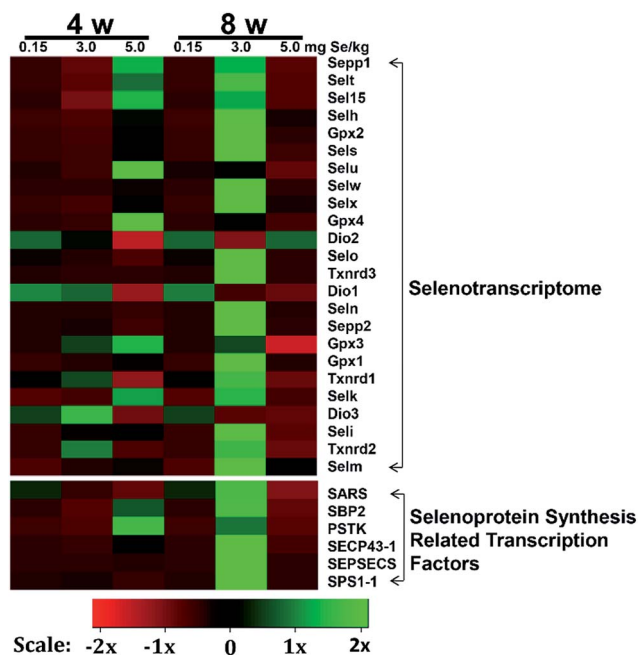 4 w 8 w
0.15 3.0 5.0 0.15 3.0 5.0 mg Se/kg
Sepp1
Selt
Sel15
Selh
Gpx2
Sels
Selu
Selw
Selx
Gpx4
Dio2
Selo
Txnrd3
Dio1
Seln
Sepp2
Gpx3
Gpx1
Txnrd1
Selk
Dio3
Seli
Txnrd2
Selm
Selenotranscriptome
SARS
SBP2
PSTK
SECP43-1
SEPSECS
SPS1-1
Selenoprotein Synthesis
Related Transcription
Factors
Scale: -2x -1x 0 1x 2x